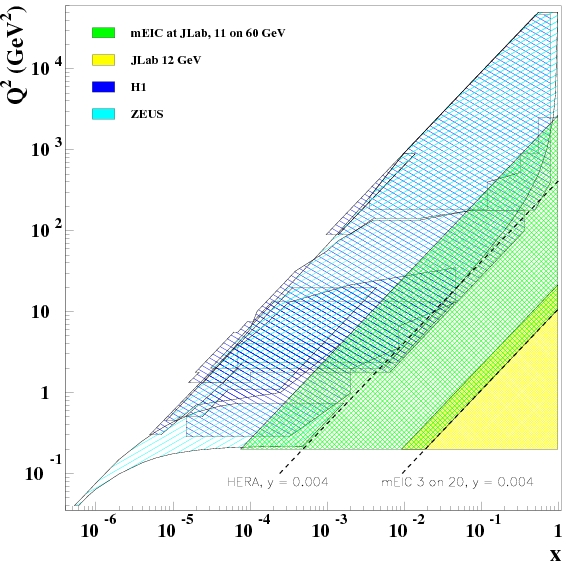 Q² (GeV²)
mEIC at JLab, 11 on 60 GeV
JLab 12 GeV
H1
ZEUS
10⁴
10³
10²
10
1
10⁻¹
HERA, y = 0.004
mEIC 3 on 20, y = 0.004
10⁻⁶ 10⁻⁵ 10⁻⁴ 10⁻³ 10⁻² 10⁻¹ 1
x